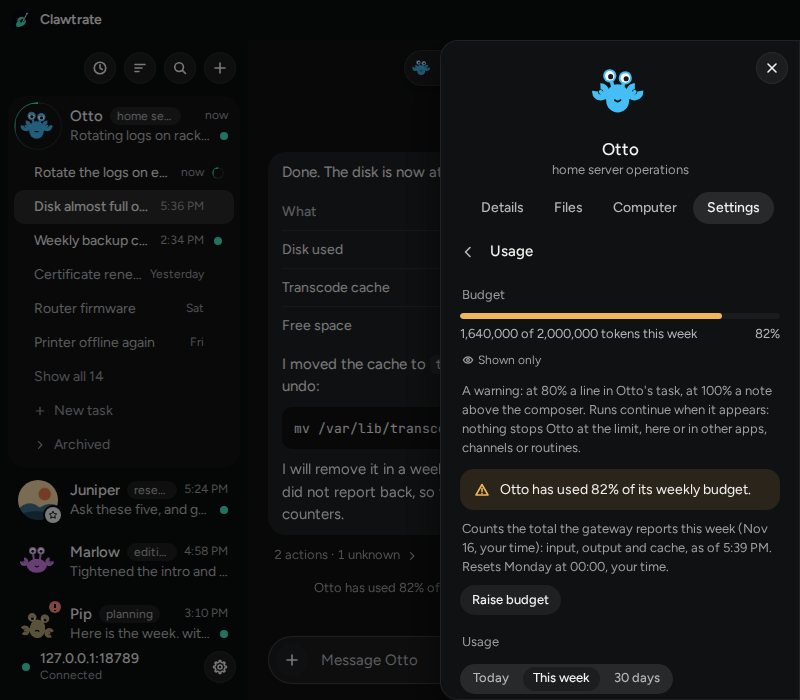 Clawtrate
Otto home se... now
Rotating logs on rack...
Rotate the logs on e... now
Disk almost full o... 5:36 PM
Weekly backup c... 2:34 PM
Certificate rene... Yesterday
Router firmware Sat
Printer offline again Fri
Show all 14
New task
Archived
Juniper rese... 5:24 PM
Ask these five, and g...
Marlow editi... 4:58 PM
Tightened the intro and ...
Pip planning 3:10 PM
Here is the week. wit...
127.0.0.1:18789
Connected
Done. The disk is now at
What
Disk used
Transcode cache
Free space
I moved the cache to
undo:
mv /var/lib/transc
I will remove it in a week
did not report back, so
counters.
2 actions · 1 unknown
Otto has used 82% of
Message Otto
Otto
home server operations
Details Files Computer Settings
Usage
Budget
1,640,000 of 2,000,000 tokens this week 82%
Shown only
A warning: at 80% a line in Otto's task, at 100% a note
above the composer. Runs continue when it appears:
nothing stops Otto at the limit, here or in other apps,
channels or routines.
Otto has used 82% of its weekly budget.
Counts the total the gateway reports this week (Nov
16, your time): input, output and cache, as of 5:39 PM.
Resets Monday at 00:00, your time.
Raise budget
Usage
Today This week 30 days